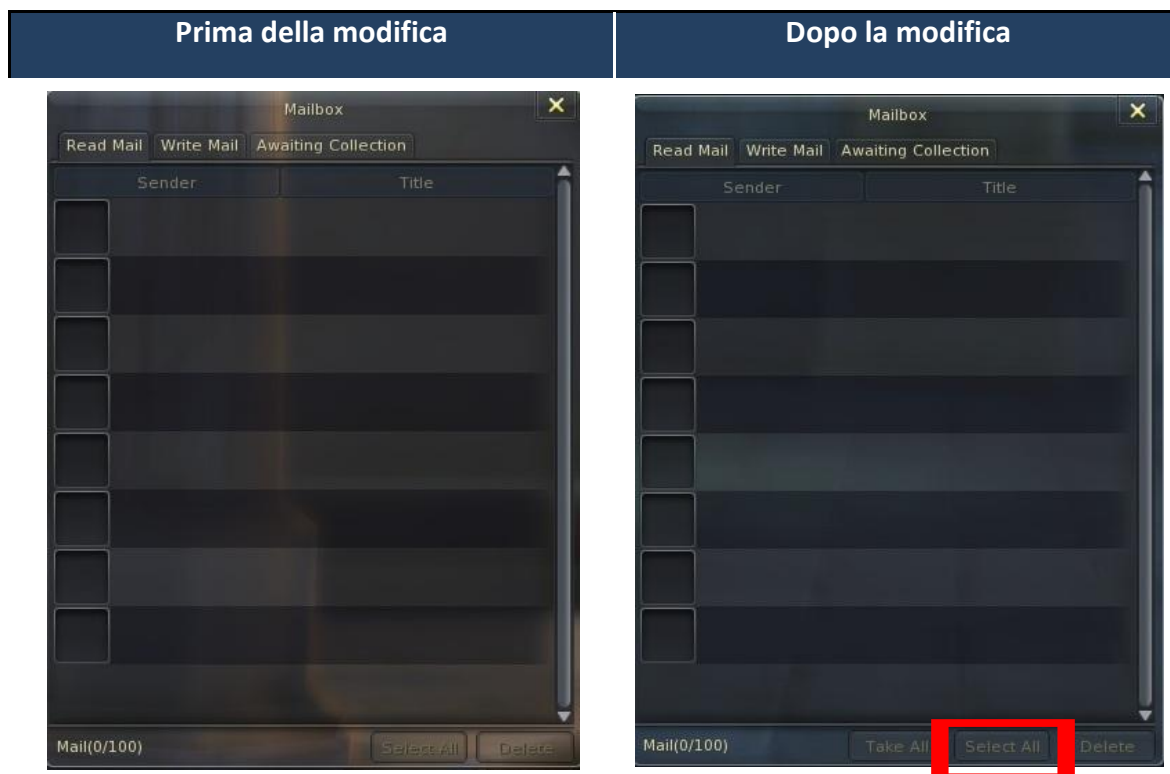 Prima della modifica
Dopo la modifica
Mailbox
Read Mail Write Mail Awaiting Collection
Sender Title
Mail(0/100) Select All Delete
Mailbox
Read Mail Write Mail Awaiting Collection
Sender Title
Mail(0/100) Take All Select All Delete